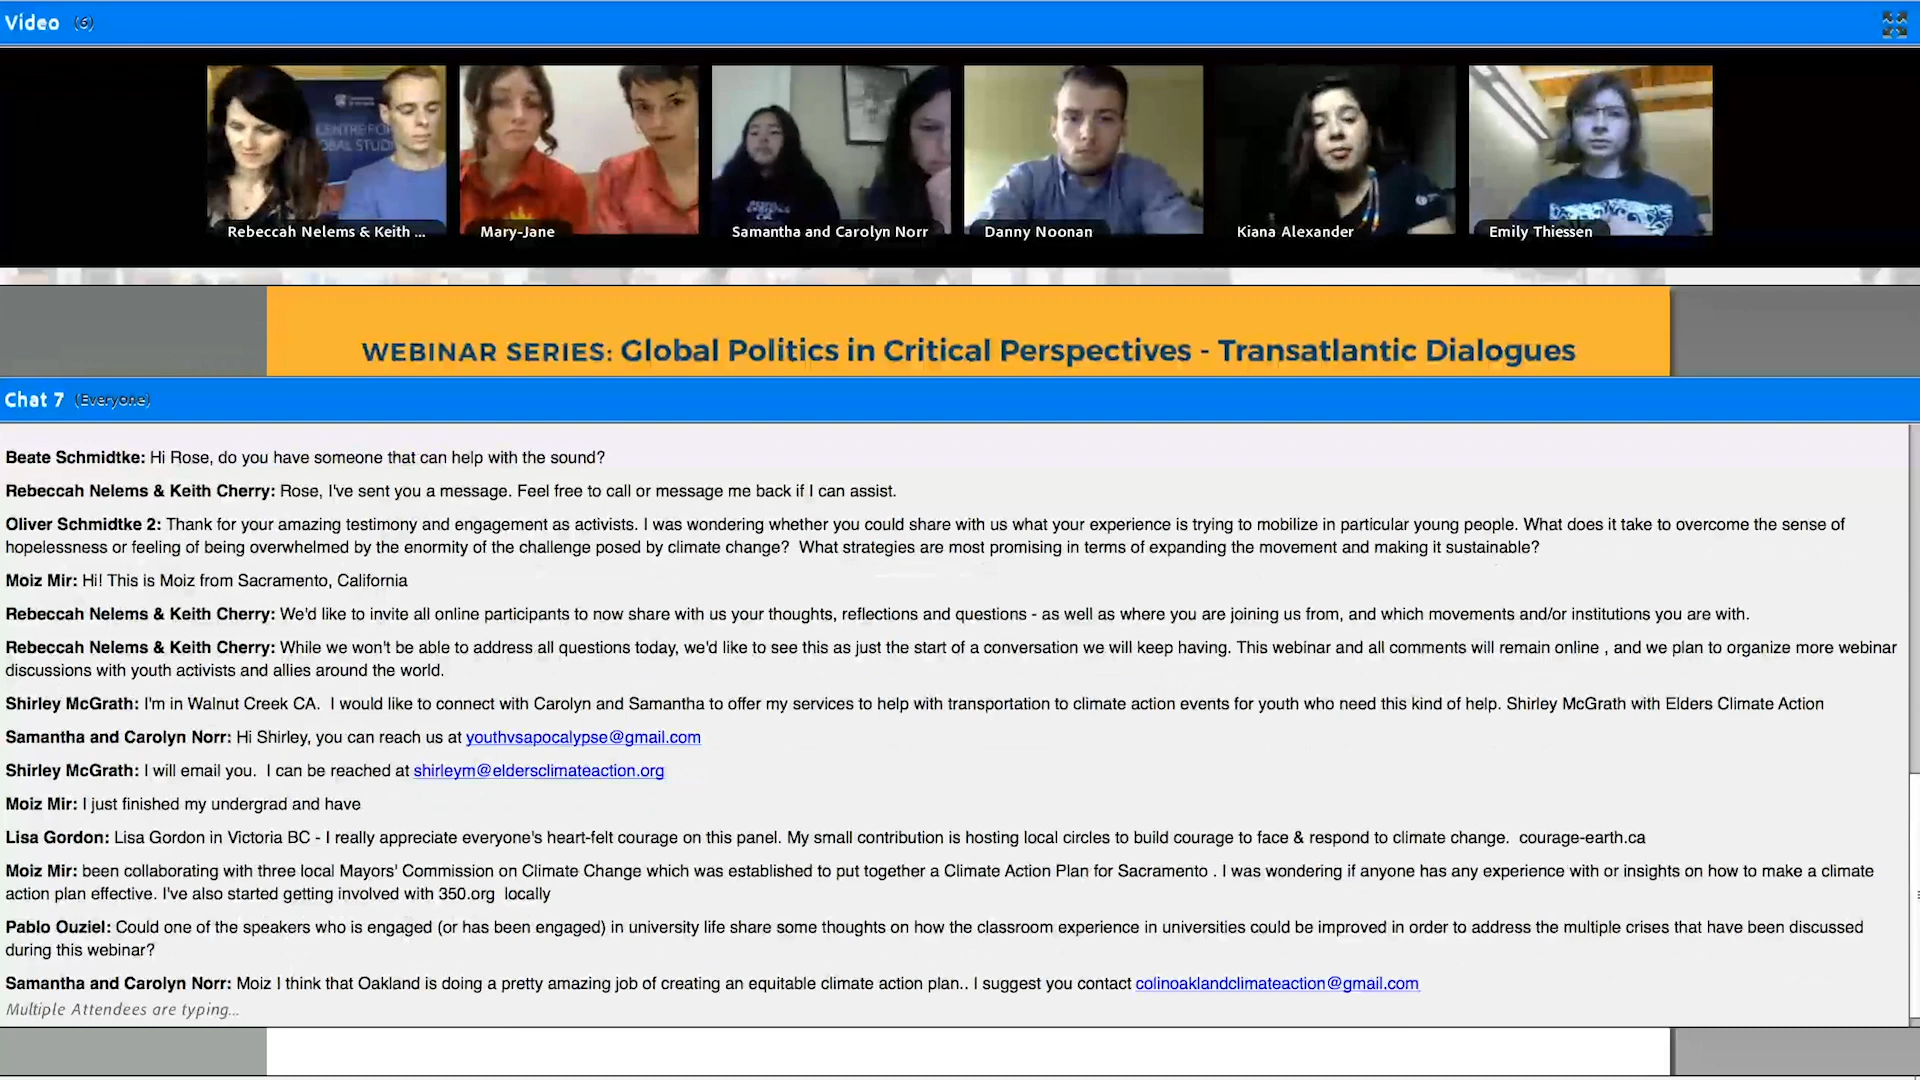 Video (6)
CENTRE FOR
GLOBAL STUDI
Rebeccah Nelems & Keith ...
Mary-Jane
Samantha and Carolyn Norr
Danny Noonan
Kiana Alexander
Emily Thiessen
WEBINAR SERIES: Global Politics in Critical Perspectives - Transatlantic Dialogues
Chat 7 (Everyone)
Beate Schmidtke: Hi Rose, do you have someone that can help with the sound?
Rebeccah Nelems & Keith Cherry: Rose, I've sent you a message. Feel free to call or message me back if I can assist.
Oliver Schmidtke 2: Thank for your amazing testimony and engagement as activists. I was wondering whether you could share with us what your experience is trying to mobilize in particular young people. What does it take to overcome the sense of
hopelessness or feeling of being overwhelmed by the enormity of the challenge posed by climate change?  What strategies are most promising in terms of expanding the movement and making it sustainable?
Moiz Mir: Hi! This is Moiz from Sacramento, California
Rebeccah Nelems & Keith Cherry: We'd like to invite all online participants to now share with us your thoughts, reflections and questions - as well as where you are joining us from, and which movements and/or institutions you are with.
Rebeccah Nelems & Keith Cherry: While we won't be able to address all questions today, we'd like to see this as just the start of a conversation we will keep having. This webinar and all comments will remain online , and we plan to organize more webinar
discussions with youth activists and allies around the world.
Shirley McGrath: I'm in Walnut Creek CA.  I would like to connect with Carolyn and Samantha to offer my services to help with transportation to climate action events for youth who need this kind of help. Shirley McGrath with Elders Climate Action
Samantha and Carolyn Norr: Hi Shirley, you can reach us at youthvsapocalypse@gmail.com
Shirley McGrath: I will email you.  I can be reached at shirleym@eldersclimateaction.org
Moiz Mir: I just finished my undergrad and have
Lisa Gordon: Lisa Gordon in Victoria BC - I really appreciate everyone's heart-felt courage on this panel. My small contribution is hosting local circles to build courage to face & respond to climate change.  courage-earth.ca
Moiz Mir: been collaborating with three local Mayors' Commission on Climate Change which was established to put together a Climate Action Plan for Sacramento . I was wondering if anyone has any experience with or insights on how to make a climate
action plan effective. I've also started getting involved with 350.org  locally
Pablo Ouziel: Could one of the speakers who is engaged (or has been engaged) in university life share some thoughts on how the classroom experience in universities could be improved in order to address the multiple crises that have been discussed
during this webinar?
Samantha and Carolyn Norr: Moiz I think that Oakland is doing a pretty amazing job of creating an equitable climate action plan.. I suggest you contact colinoaklandclimateaction@gmail.com
Multiple Attendees are typing...